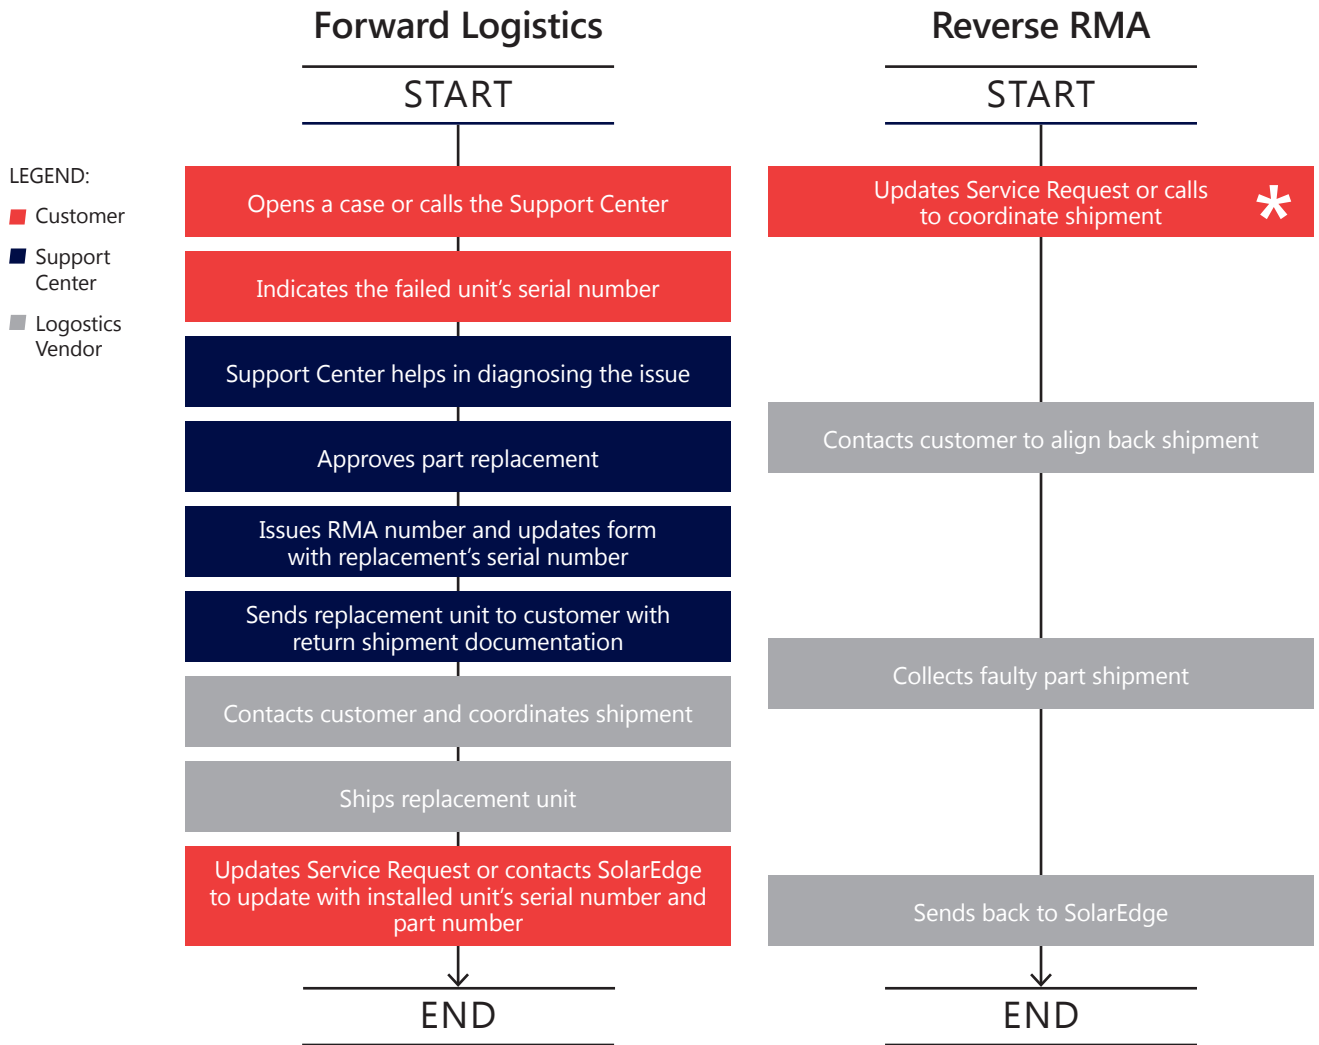 Forward Logistics
START
LEGEND:
Customer
Support
Center
Logostics
Vendor
Opens a case or calls the Support Center
Indicates the failed unit’s serial number
Support Center helps in diagnosing the issue
Approves part replacement
Issues RMA number and updates form
with replacement’s serial number
Sends replacement unit to customer with
return shipment documentation
Contacts customer and coordinates shipment
Ships replacement unit
Updates Service Request or contacts SolarEdge
to update with installed unit’s serial number and
part number
END
Reverse RMA
START
Updates Service Request or calls
to coordinate shipment *
Contacts customer to align back shipment
Collects faulty part shipment
Sends back to SolarEdge
END